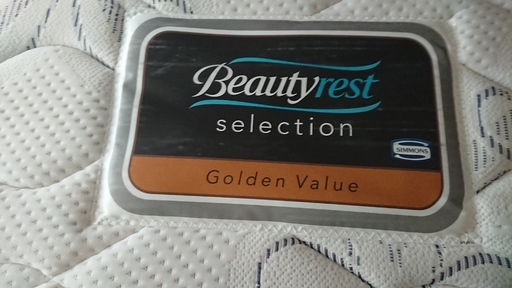 Beautyrest
selection
SIMMONS
Golden Value